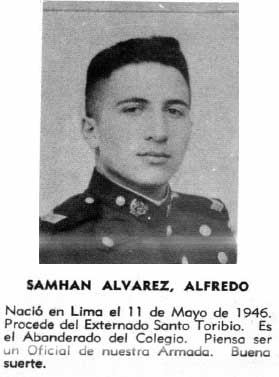 SAMHAN ALVAREZ, ALFREDO
Nació en Lima el 11 de Mayo de 1946.
Procede del Externado Santo Toribio. Es
el Abanderado del Colegio. Piensa ser
un Oficial de nuestra Armada. Buena
suerte.